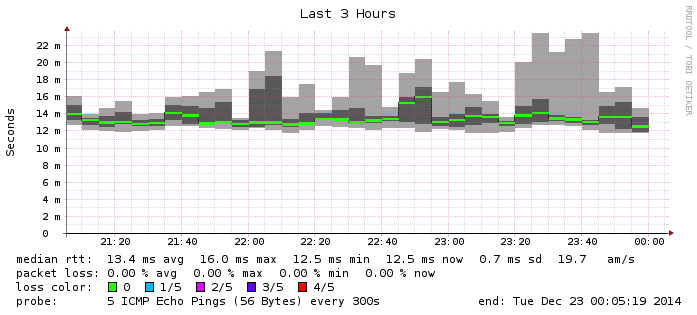 Last 3 Hours
RRDTOOL / TOBI OETIKER
Seconds
22 m
20 m
18 m
16 m
14 m
12 m
10 m
8 m
6 m
4 m
2 m
0
21:20 21:40 22:00 22:20 22:40 23:00 23:20 23:40 00:00
median rtt: 13.4 ms avg 16.0 ms max 12.5 ms min 12.5 ms now 0.7 ms sd 19.7 am/s
packet loss: 0.00 % avg 0.00 % max 0.00 % min 0.00 % now
loss color: 0 1/5 2/5 3/5 4/5
probe: 5 ICMP Echo Pings (56 Bytes) every 300s end: Tue Dec 23 00:05:19 2014